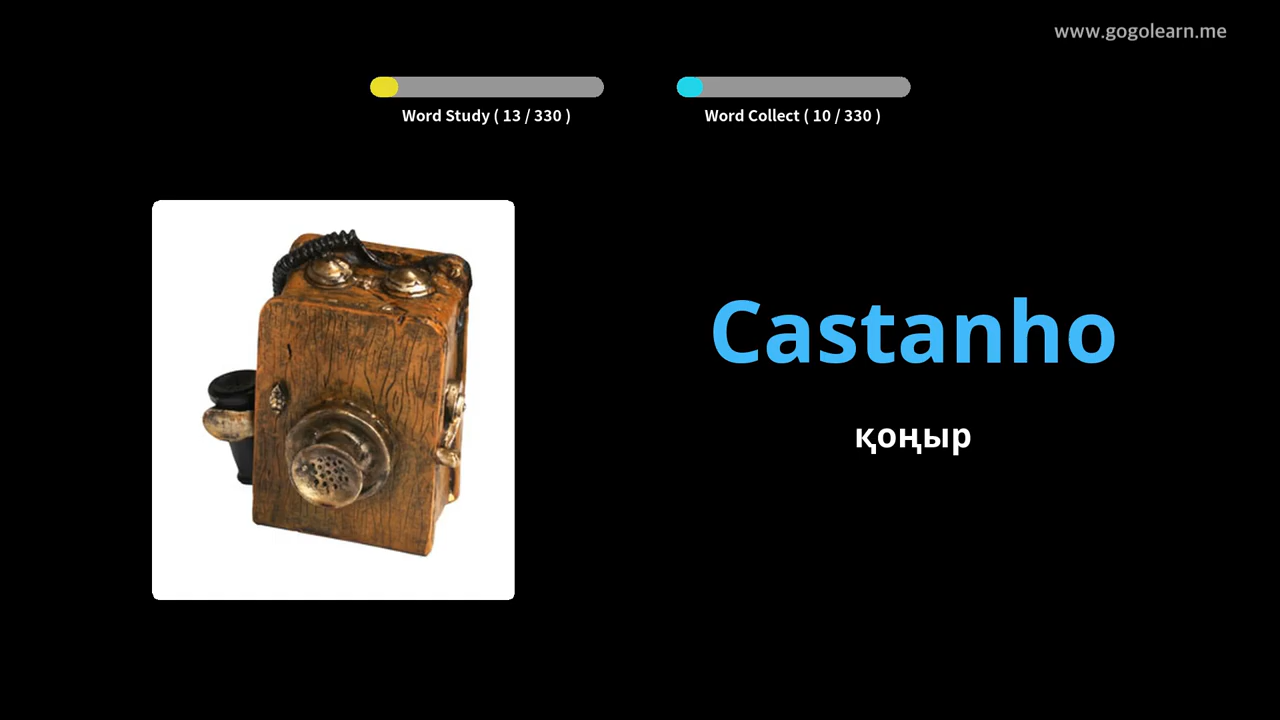 www.gogolearn.me
Word Study ( 13 / 330 )
Word Collect ( 10 / 330 )
Castanho
қоңыр